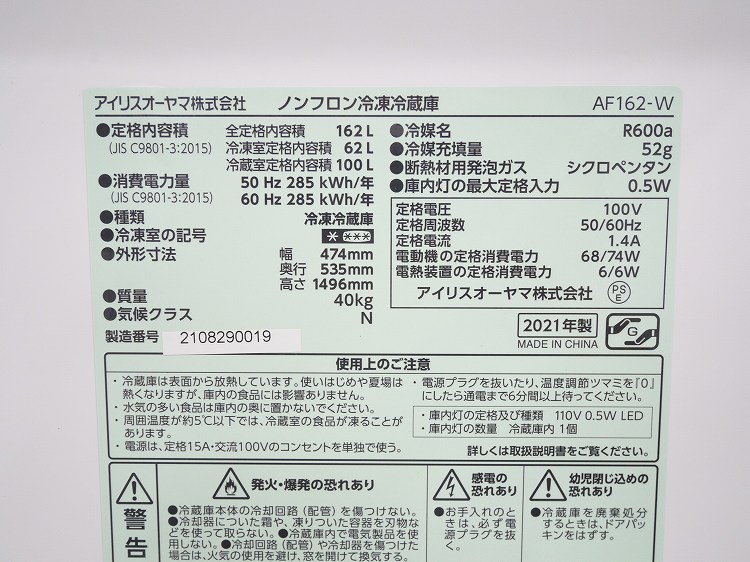 アイリスオーヤマ株式会社 ノンフロン冷凍冷蔵庫 AF162-W
●定格内容積 全定格内容積 162L
(JIS C9801-3:2015) 冷凍室定格内容積 62L
冷蔵室定格内容積 100L
●消費電力量 50Hz 285kWh/年
(JIS C9801-3:2015) 60Hz 285kWh/年
●種類 冷凍冷蔵庫
●冷凍室の記号 * ***
●外形寸法 幅 474mm
奥行 535mm
高さ 1496mm
●質量 40kg
●気候クラス N
製造番号 2108290019
●冷媒名 R600a
●冷媒充填量 52g
●断熱材用発泡ガス シクロペンタン
●庫内灯の最大定格入力 0.5W
定格電圧 100V
定格周波数 50/60Hz
定格電流 1.4A
電動機の定格消費電力 68/74W
電熱装置の定格消費電力 6/6W
アイリスオーヤマ株式会社 PSE
2021年製
MADE IN CHINA
G
使用上のご注意
・冷蔵庫は表面から放熱しています。使いはじめや夏場は
熱くなりますが、庫内の食品には影響ありません。
・水気の多い食品は庫内の奥に置かないでください。
・周囲温度が約5℃以下では、冷蔵室の食品が凍ることが
あります。
・電源は、定格15A・交流100Vのコンセントを単独で使う。
・電源プラグを抜いたり、温度調節ツマミを『0』
にしたら通電まで6分間以上待ってください。
・庫内灯の定格及び種類 110V 0.5W LED
・庫内灯の数量 冷蔵庫内 1個
詳しくは取扱説明書をご覧ください。
警告
発火・爆発の恐れあり
●冷蔵庫本体の冷却回路(配管)を傷つけない。
●冷却器についた霜や、凍りついた容器を刃物な
どを使って取らない。●冷蔵庫内で電気製品を使用
しない。●冷却回路(配管)や冷却器を傷つけた
場合は、火気の使用を避け、窓を開けて換気する。
感電の
恐れあり
●お手入れのと
きは、必ず電
源プラグを抜
く。
幼児閉じ込めの
恐れあり
●冷蔵庫を廃棄処分
するときは、ドアパッ
キンをはずす。